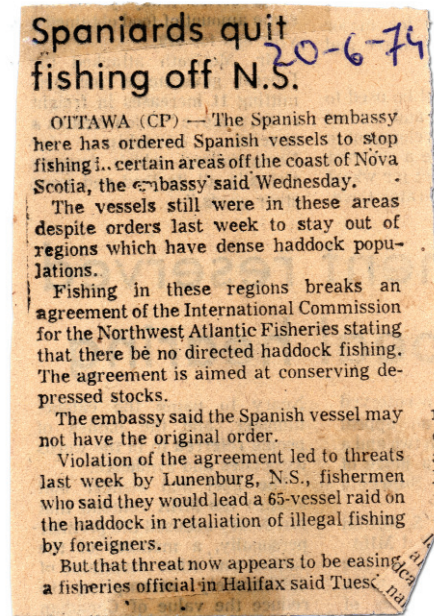 Spaniards quit
20-6-74
fishing off N.S.
OTTAWA (CP) — The Spanish embassy
here has ordered Spanish vessels to stop
fishing i.. certain areas off the coast of Nova
Scotia, the embassy said Wednesday.
The vessels still were in these areas
despite orders last week to stay out of
regions which have dense haddock popu-
lations.
Fishing in these regions breaks an
agreement of the International Commission
for the Northwest Atlantic Fisheries stating
that there be no directed haddock fishing.
The agreement is aimed at conserving de-
pressed stocks.
The embassy said the Spanish vessel may
not have the original order.
Violation of the agreement led to threats
last week by Lunenburg, N.S., fishermen
who said they would lead a 65-vessel raid on
the haddock in retaliation of illegal fishing
by foreigners.
But that threat now appears to be easing
a fisheries official in Halifax said Tues